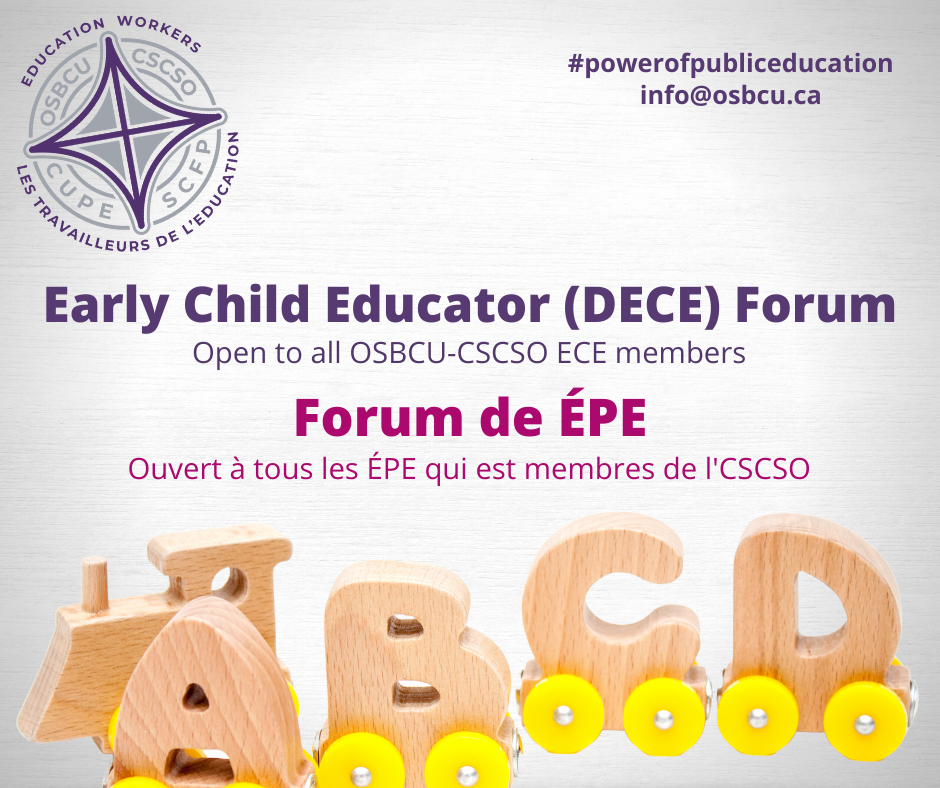 EDUCATION WORKERS
OSBCU
CSCSO
CUPE
SCFP
LES TRAVAILLEURS DE L'EDUCATION
#powerofpubliceducation
info@osbcu.ca
Early Child Educator (DECE) Forum
Open to all OSBCU-CSCSO ECE members
Forum de ÉPE
Ouvert à tous les ÉPE qui est membres de l'CSCSO
A B C D